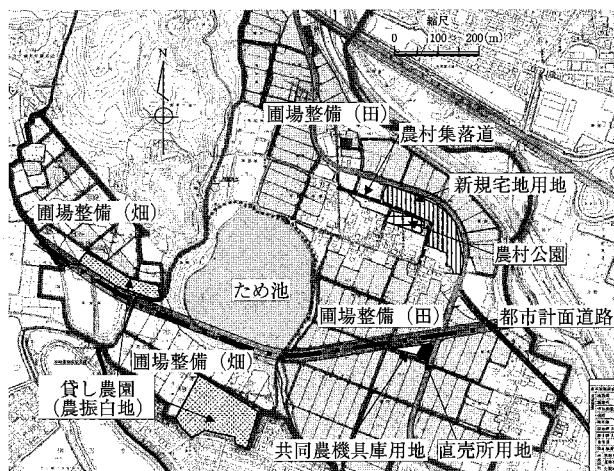 縮尺
0 100 200(m)
N
圃場整備（田）
農村集落道
新規宅地用地
圃場整備（畑）
農村公園
ため池
圃場整備（田）
都市計画道路
圃場整備（畑）
貸し農園
（農振白地）
共同農機具庫用地
直売所用地